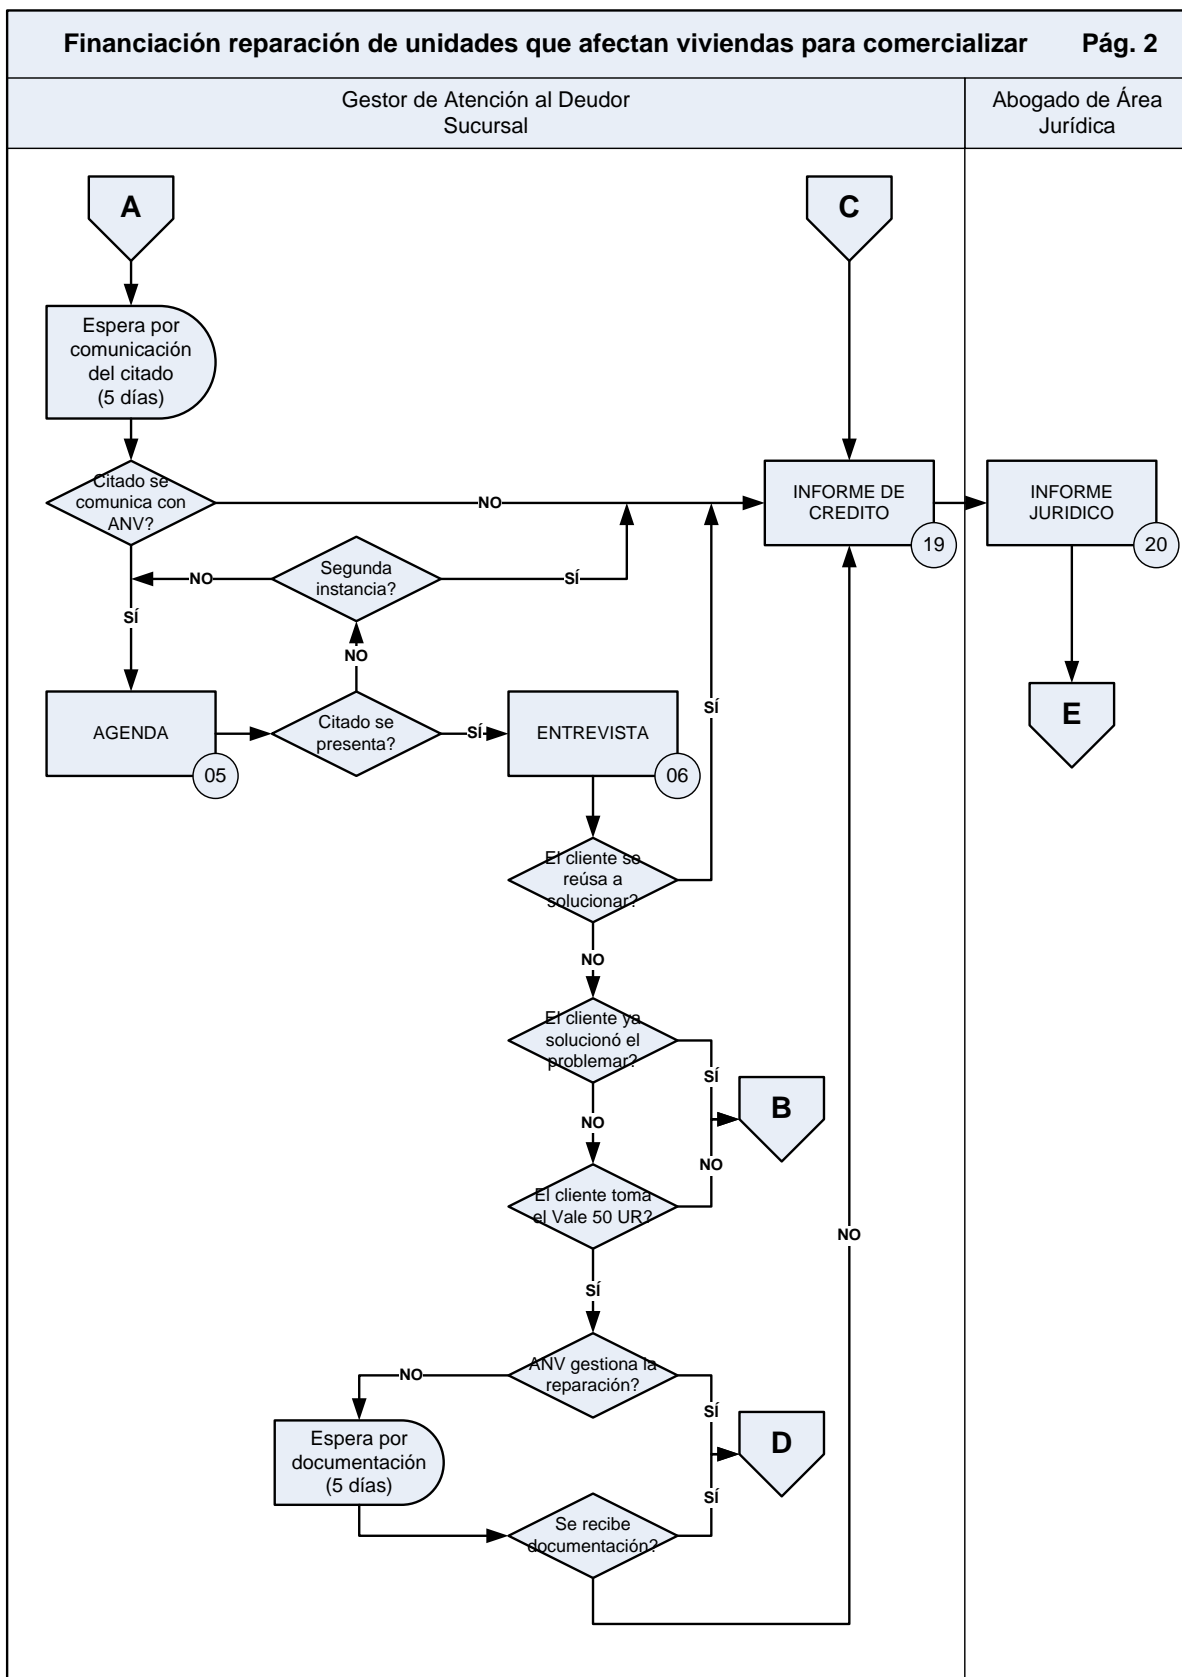 Financiación reparación de unidades que afectan viviendas para comercializar Pág. 2
Gestor de Atención al Deudor
Sucursal
Abogado de Área
Jurídica
A
C
Espera por
comunicación
del citado
(5 días)
Citado se
comunica con
ANV?
NO
INFORME DE
CREDITO
19
INFORME
JURIDICO
20
Segunda
instancia?
NO
SÍ
SÍ
NO
AGENDA
05
Citado se
presenta?
SÍ
ENTREVISTA
06
SÍ
E
El cliente se
reúsa a
solucionar?
NO
El cliente ya
solucionó el
problemar?
SÍ
B
NO
NO
El cliente toma
el Vale 50 UR?
NO
SÍ
ANV gestiona la
reparación?
NO
SÍ
Espera por
documentación
(5 días)
D
SÍ
Se recibe
documentación?